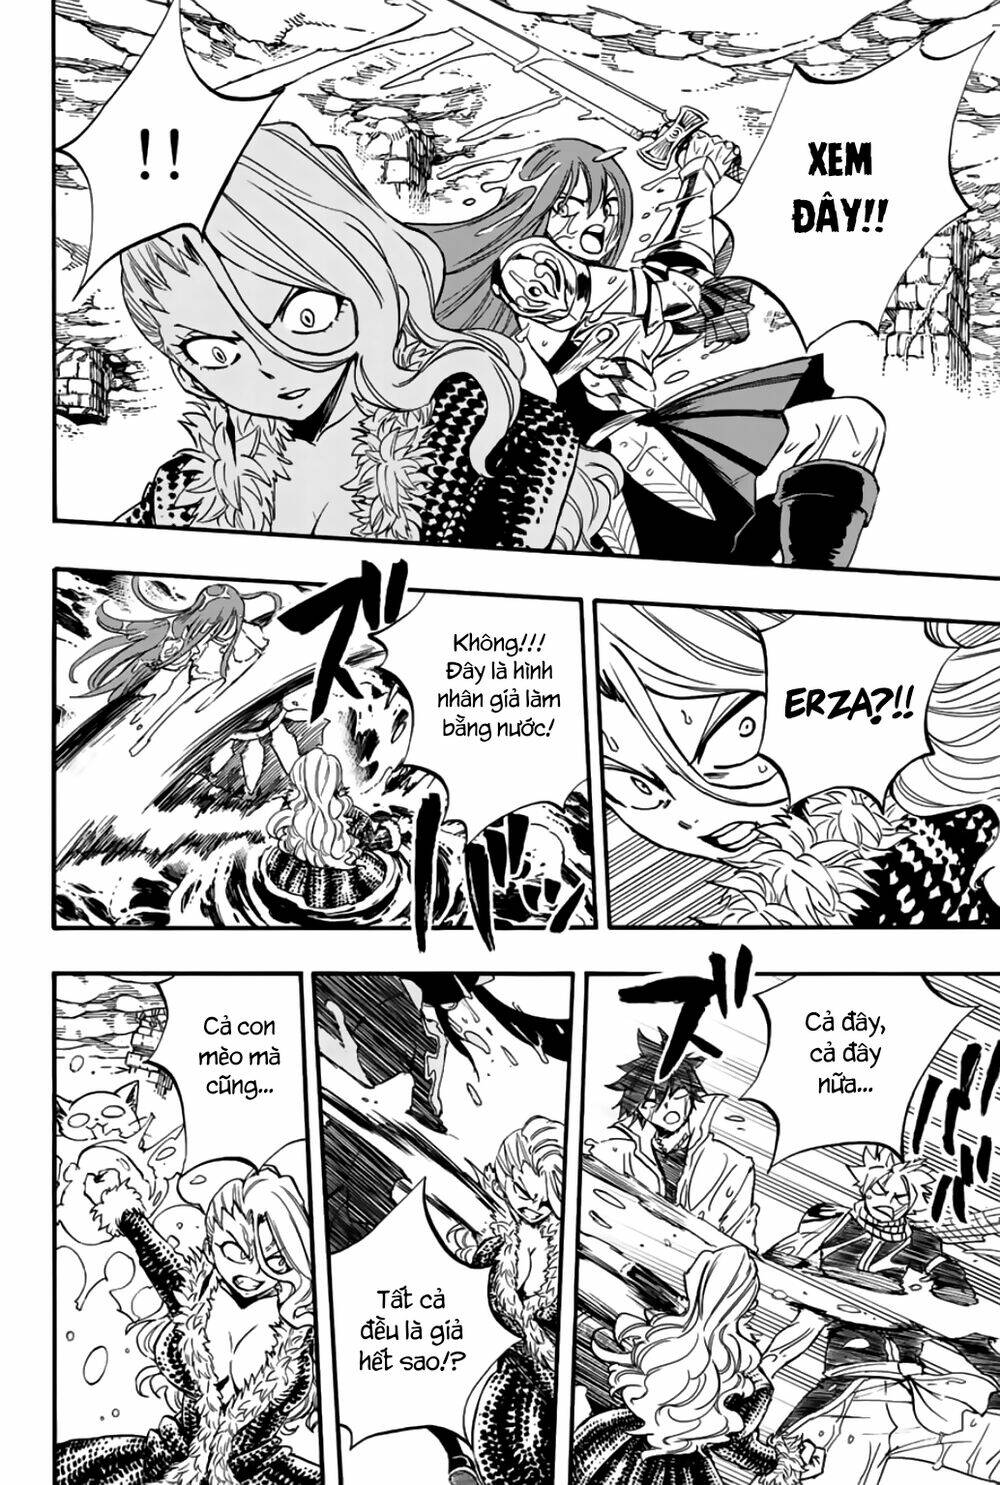 XEM
ĐÂY!!
!!
ERZA?!!
Không!!!
Đây là hình
nhân giả làm
bằng nước!
Cả đây,
cả đây
nữa...
Tất cả
đều là giả
hết sao!?
Cả con
mèo mà
cũng...